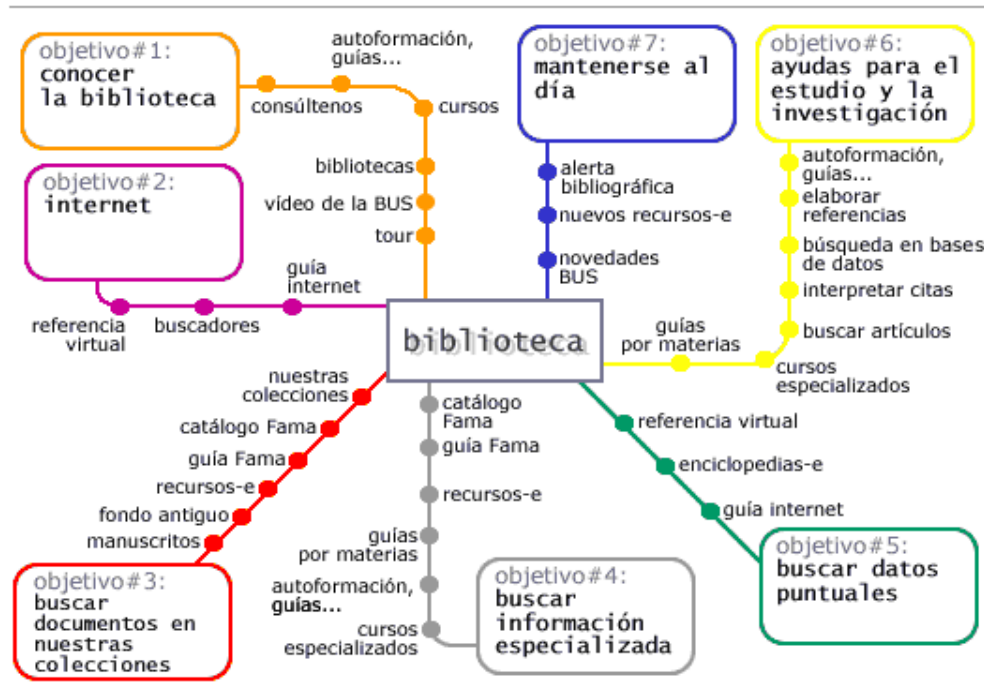 objetivo#1:
conocer
la biblioteca
autoformación,
guías...
consúltenos
cursos
bibliotecas
vídeo de la BUS
tour
objetivo#7:
mantenerse al
día
alerta
bibliográfica
nuevos recursos-e
novedades
BUS
objetivo#6:
ayudas para el
estudio y la
investigación
autoformación,
guías...
elaborar
referencias
búsqueda en bases
de datos
interpretar citas
buscar artículos
cursos
especializados
guías
por materias
objetivo#2:
internet
guía
internet
buscadores
referencia
virtual
biblioteca
nuestras
colecciones
catálogo Fama
guía Fama
recursos-e
fondo antiguo
manuscritos
objetivo#3:
buscar
documentos en
nuestras
colecciones
catálogo
Fama
guía Fama
recursos-e
guías
por materias
autoformación,
guías...
cursos
especializados
objetivo#4:
buscar
información
especializada
referencia virtual
enciclopedias-e
guía internet
objetivo#5:
buscar datos
puntuales